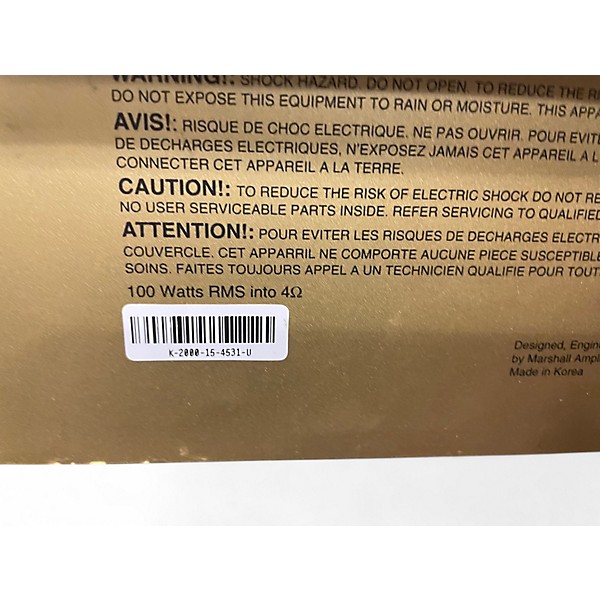 WARNING!: SHOCK HAZARD. DO NOT OPEN. TO REDUCE THE RI
DO NOT EXPOSE THIS EQUIPMENT TO RAIN OR MOISTURE. THIS APPA
AVIS!: RISQUE DE CHOC ELECTRIQUE. NE PAS OUVRIR. POUR EVITE
DE DECHARGES ELECTRIQUES, N'EXPOSEZ JAMAIS CET APPAREIL A L
CONNECTER CET APPAREIL A LA TERRE.
CAUTION!: TO REDUCE THE RISK OF ELECTRIC SHOCK DO NOT RE
NO USER SERVICEABLE PARTS INSIDE. REFER SERVICING TO QUALIFIED
ATTENTION!: POUR EVITER LES RISQUES DE DECHARGES ELECTR
COUVERCLE. CET APPARRIL NE COMPORTE AUCUNE PIECE SUSCEPTIBLE
SOINS. FAITES TOUJOURS APPEL A UN TECHNICIEN QUALIFIE POUR TOUT
100 Watts RMS into 4Ω
K-2000-15-4531-U
Designed, Engine
by Marshall Ampl
Made in Korea